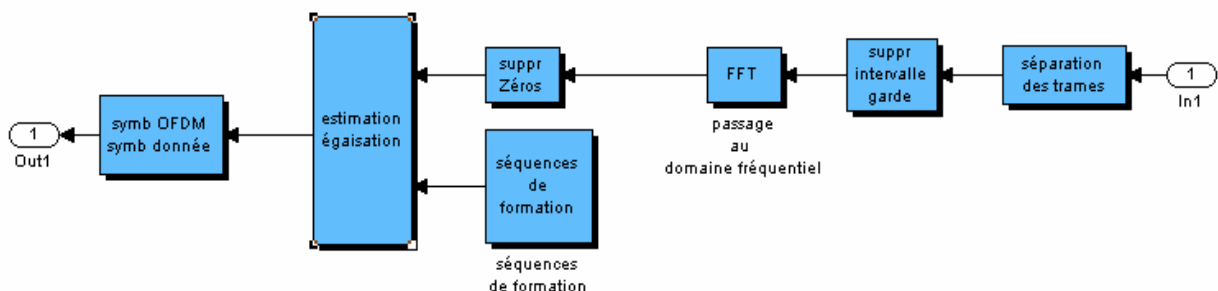 1
Out1
symb OFDM
symb donnée
estimation
égaisation
suppr
Zéros
séquences
de
formation
séquences
de formation
FFT
passage
au
domaine fréquentiel
suppr
intervalle
garde
séparation
des trames
1
In1